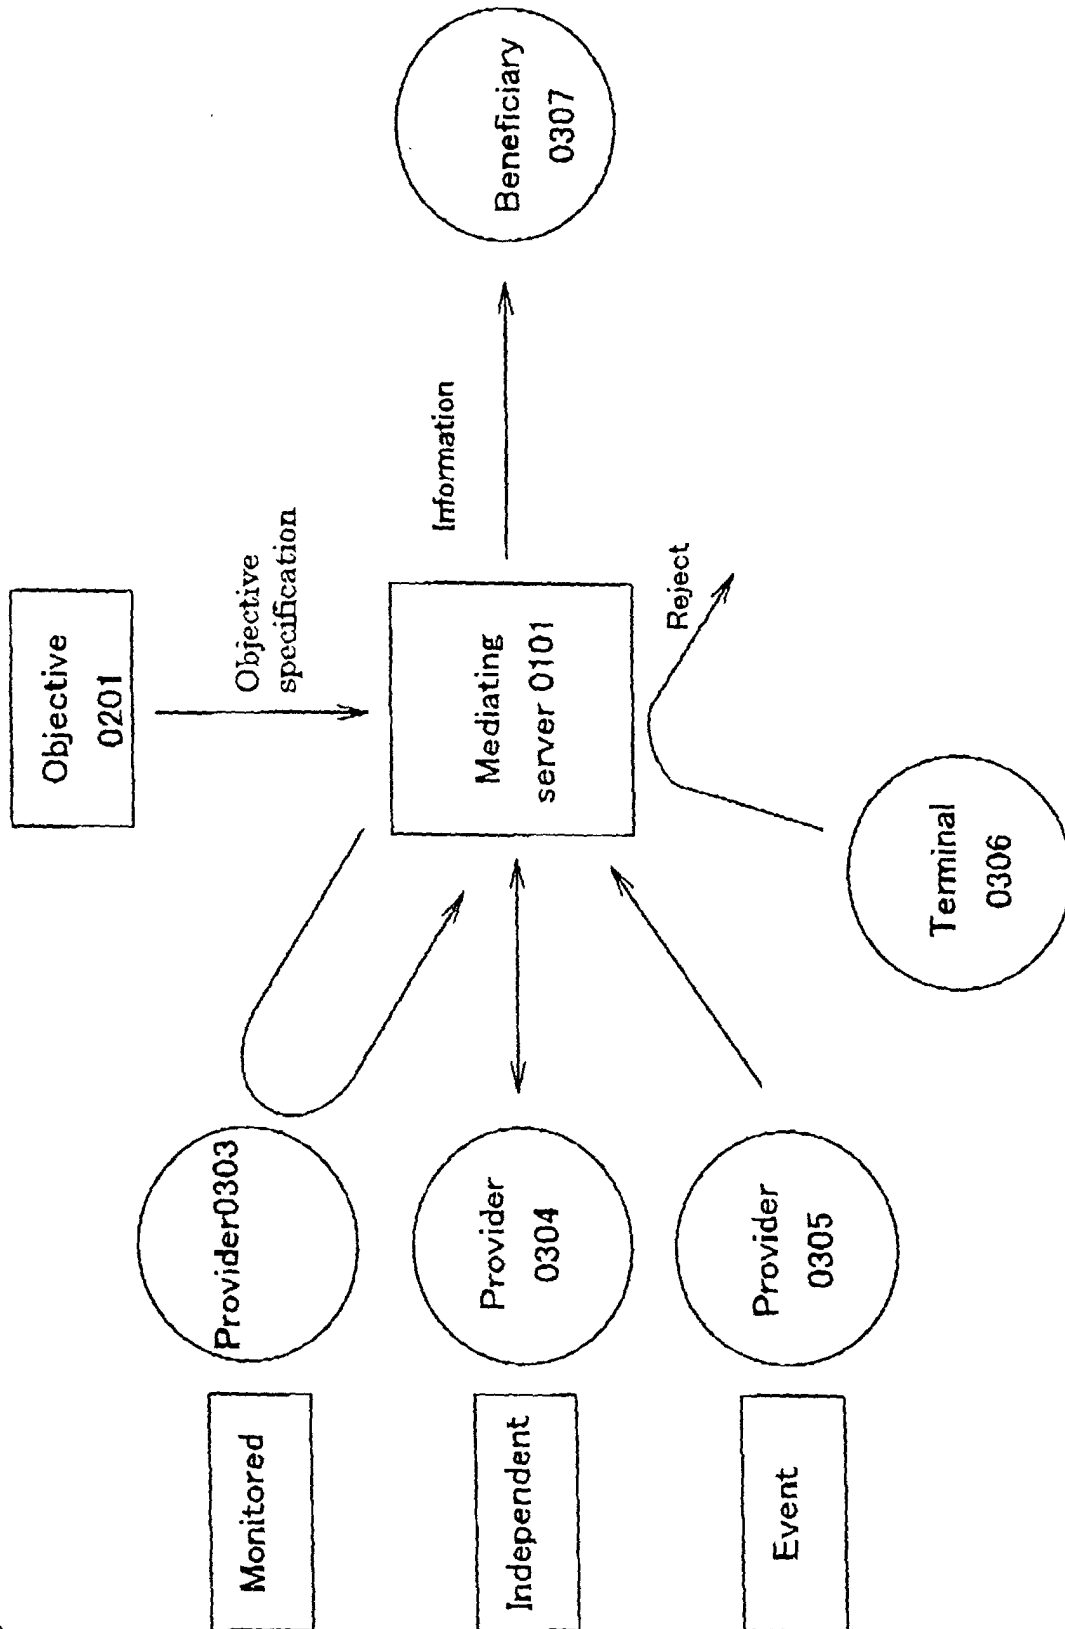 Objective
0201
Objective
specification
Monitored
Provider0303
Independent
Provider
0304
Mediating
server 0101
Information
Beneficiary
0307
Event
Provider
0305
Reject
Terminal
0306